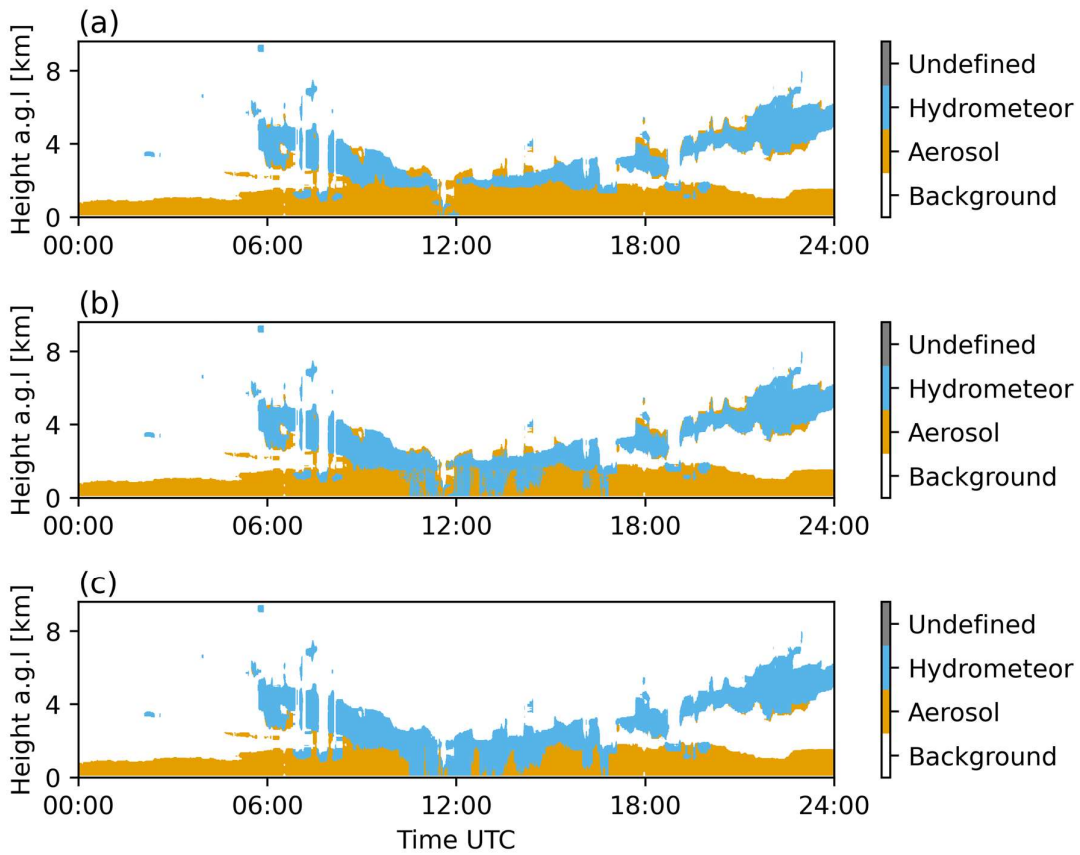 (a)
Height a.g.l [km]
8
4
0
00:00 06:00 12:00 18:00 24:00
Undefined
Hydrometeor
Aerosol
Background
(b)
Height a.g.l [km]
8
4
0
00:00 06:00 12:00 18:00 24:00
Undefined
Hydrometeor
Aerosol
Background
(c)
Height a.g.l [km]
8
4
0
00:00 06:00 12:00 18:00 24:00
Time UTC
Undefined
Hydrometeor
Aerosol
Background